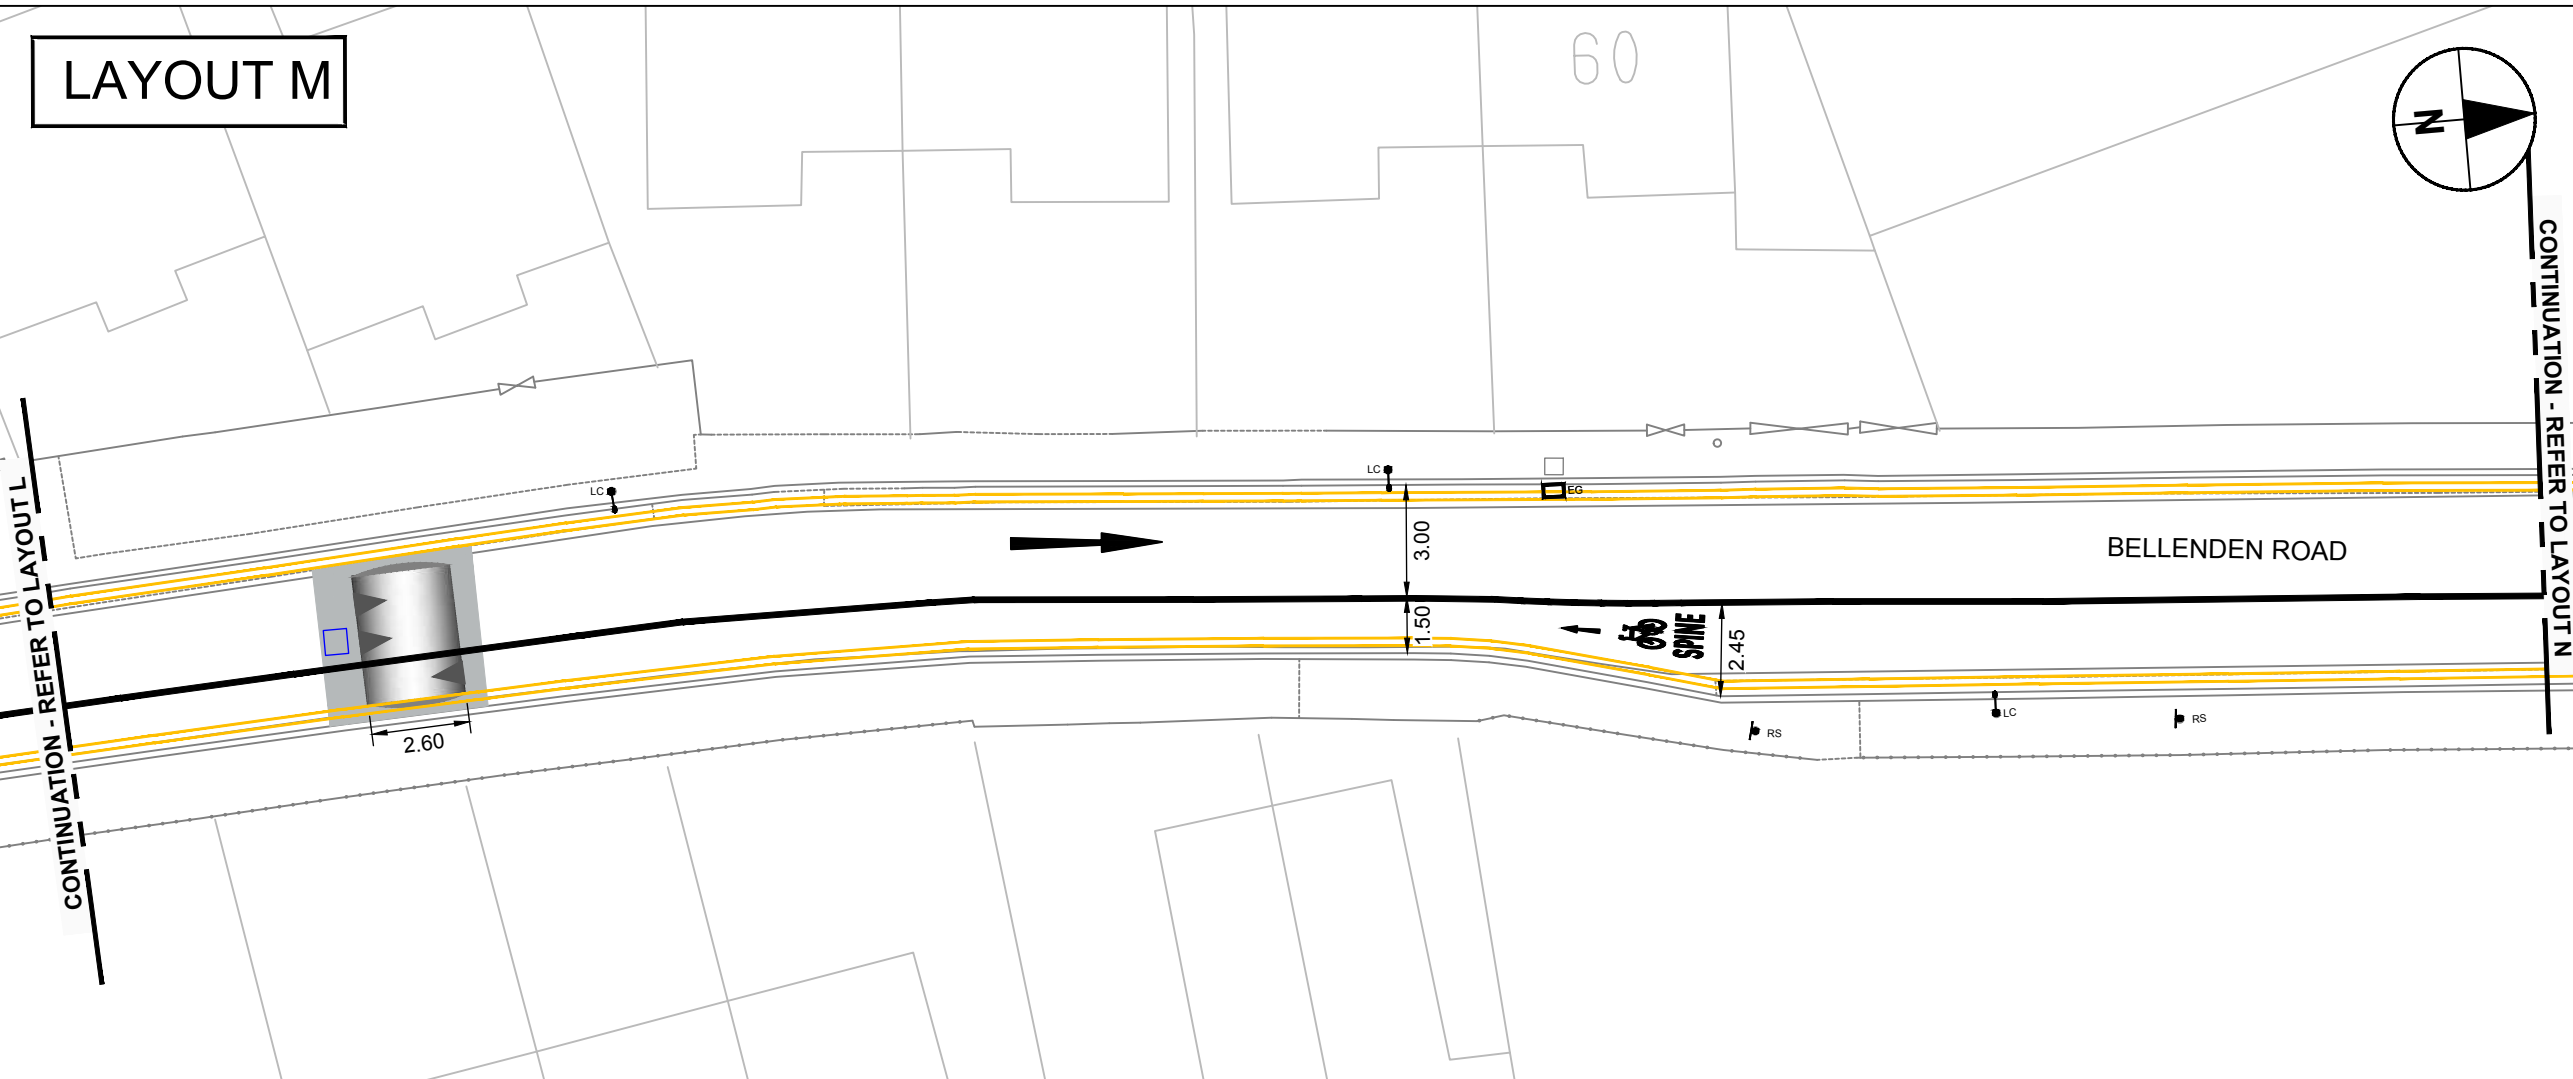 LAYOUT M
60
N
CONTINUATION - REFER TO LAYOUT L
CONTINUATION - REFER TO LAYOUT N
LC
LC
EG
3.00
BELLENDEN ROAD
1.50
SPINE
2.45
2.60
LC
RS
RS